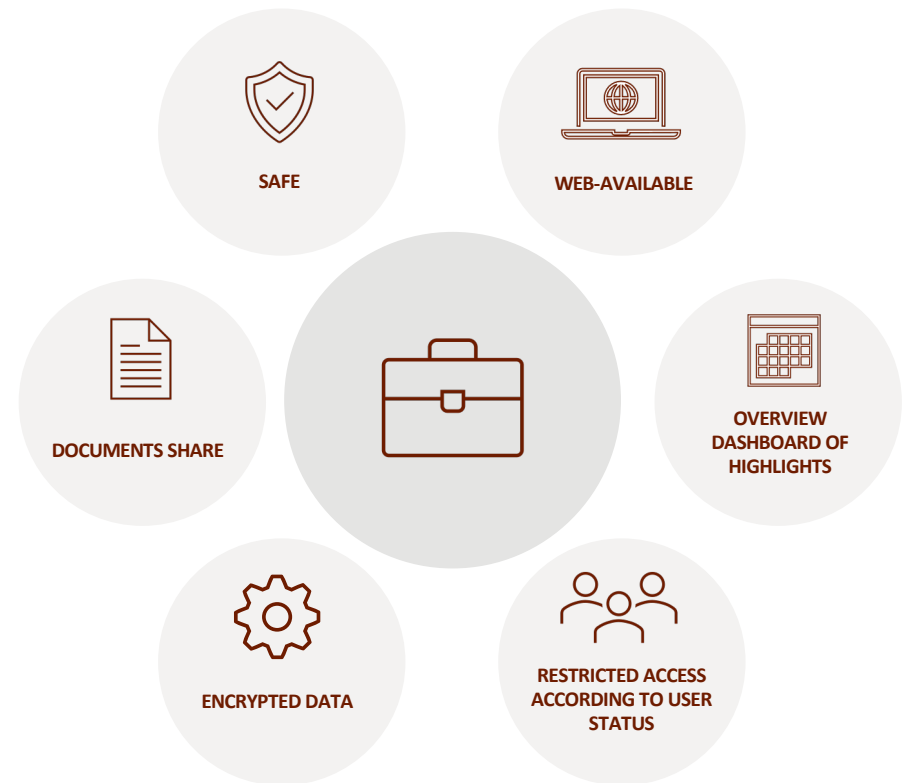 SAFE
WEB-AVAILABLE
DOCUMENTS SHARE
OVERVIEW
DASHBOARD OF
HIGHLIGHTS
ENCRYPTED DATA
RESTRICTED ACCESS
ACCORDING TO USER
STATUS